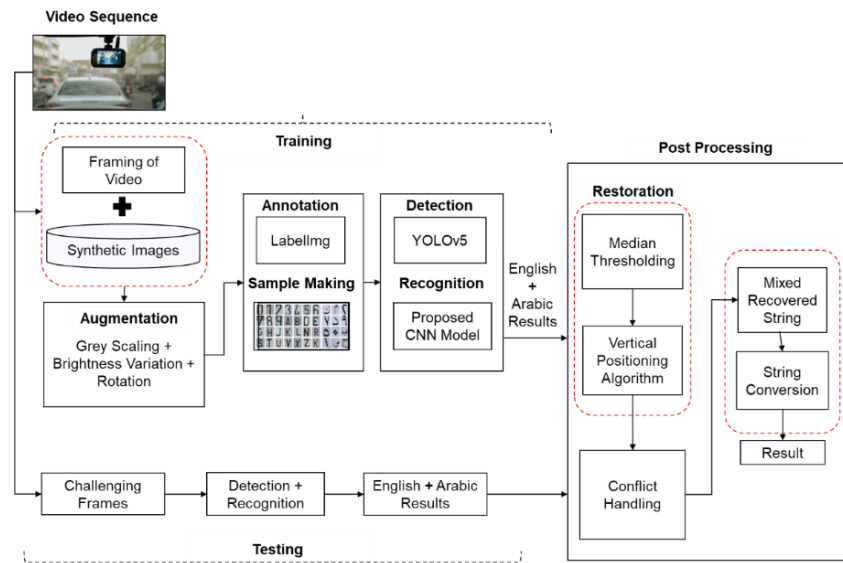 Video Sequence
Training
Framing of
Video
Synthetic Images
Augmentation
Grey Scaling +
Brightness Variation +
Rotation
Annotation
LabelImg
Sample Making
Detection
YOLOv5
Recognition
Proposed
CNN Model
English
+
Arabic
Results
Post Processing
Restoration
Median
Thresholding
Vertical
Positioning
Algorithm
Conflict
Handling
Mixed
Recovered
String
String
Conversion
Result
Challenging
Frames
Detection +
Recognition
English + Arabic
Results
Testing